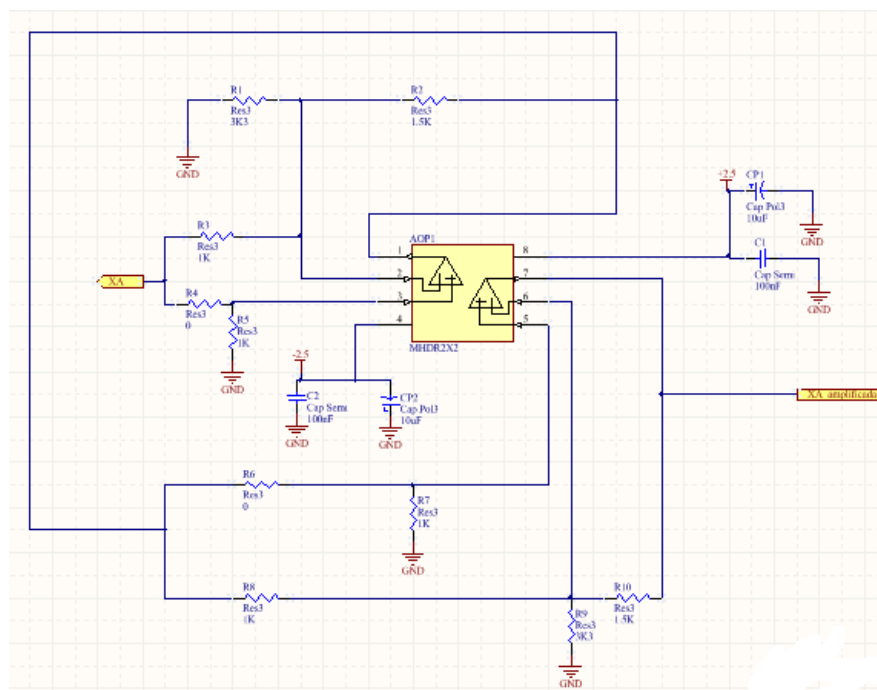 R1
Res3
3K3
GND
R2
Res3
1.5K
R3
Res3
1K
XA
R4
Res3
0
R5
Res3
1K
GND
AOP1
1
2
3
4
8
7
6
5
MHDR2X2
+2.5
CP1
Cap Pol3
10uF
GND
C1
Cap Semi
100nF
GND
-2.5
C2
Cap Semi
100nF
GND
CP2
Cap Pol3
10uF
GND
XA amplificada
R6
Res3
0
R7
Res3
1K
GND
R8
Res3
1K
R9
Res3
3K3
GND
R10
Res3
1.5K